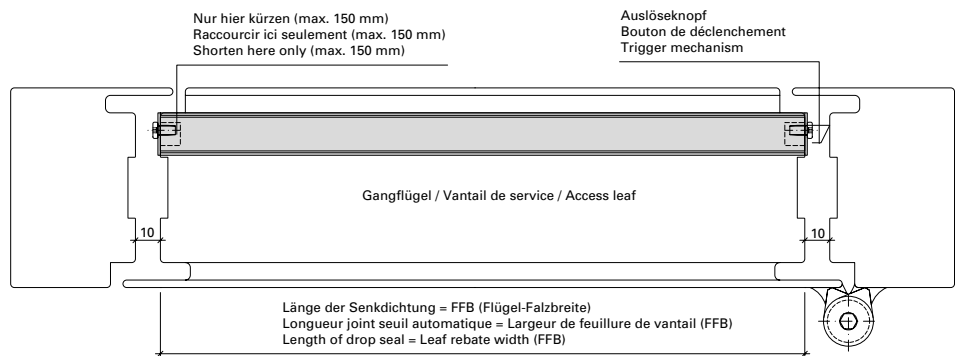 Nur hier kürzen (max. 150 mm)
Raccourcir ici seulement (max. 150 mm)
Shorten here only (max. 150 mm)
Auslöseknopf
Bouton de déclenchement
Trigger mechanism
Gangflügel / Vantail de service / Access leaf
10
10
Länge der Senkdichtung = FFB (Flügel-Falzbreite)
Longueur joint seuil automatique = Largeur de feuillure de vantail (FFB)
Length of drop seal = Leaf rebate width (FFB)